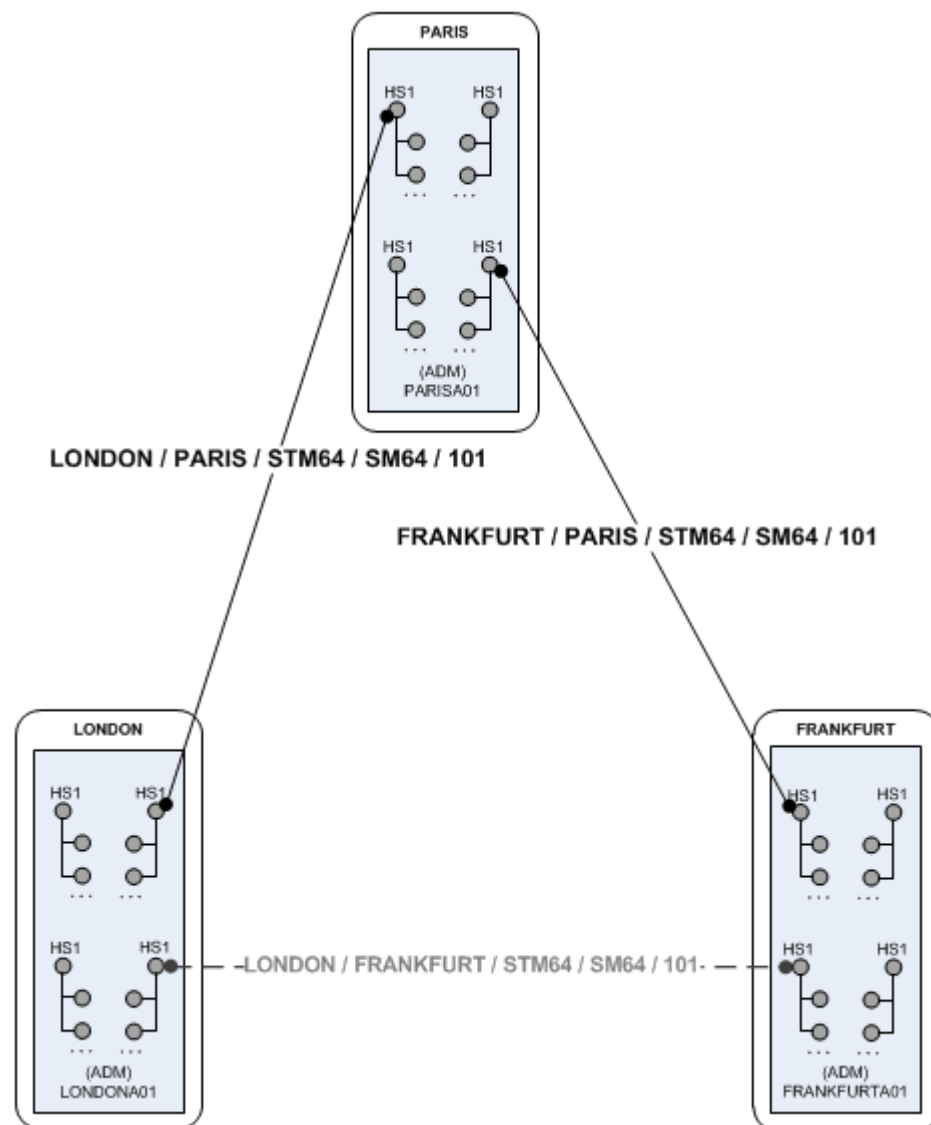 PARIS
HS1 HS1
... ...
HS1 HS1
... ...
(ADM)
PARISA01
LONDON / PARIS / STM64 / SM64 / 101
FRANKFURT / PARIS / STM64 / SM64 / 101
LONDON
HS1 HS1
... ...
HS1 HS1
... ...
(ADM)
LONDONA01
LONDON / FRANKFURT / STM64 / SM64 / 101
FRANKFURT
HS1 HS1
... ...
HS1 HS1
... ...
(ADM)
FRANKFURTA01